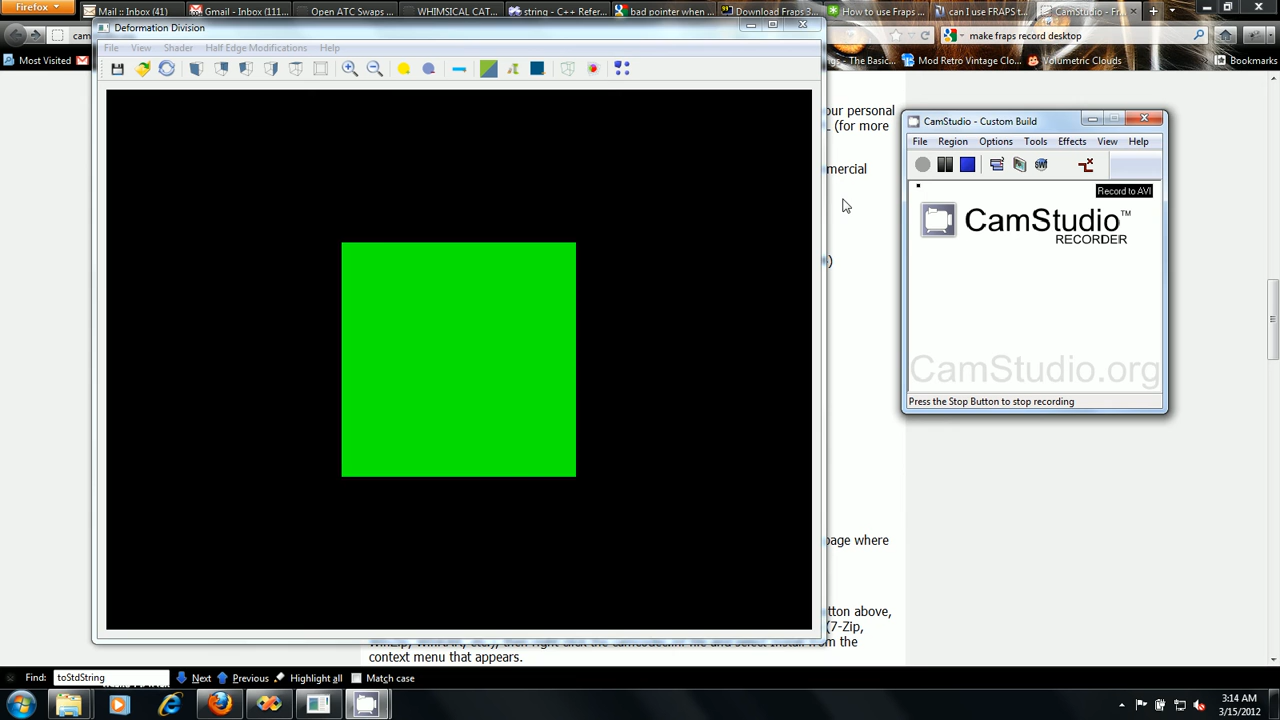 Firefox
Mail :: Inbox (41)
Gmail - Inbox (111...
Open ATC Swaps ...
WHIMSICAL CAT...
string - C++ Refer...
bad pointer when ...
Download Fraps 3...
How to use Fraps ...
can I use FRAPS t...
CamStudio - Fr...
cam
make fraps record desktop
Most Visited
gs - The Basic...
Mod Retro Vintage Clo...
Volumetric Clouds
Bookmarks
Deformation Division
File View Shader Half Edge Modifications Help
our personal
L (for more
mercial
s)
page where
tton above,
(7-Zip,
context menu that appears.
CamStudio - Custom Build
File Region Options Tools Effects View Help
Record to AVI
CamStudio™
RECORDER
CamStudio.org
Press the Stop Button to stop recording
Find: toStdString Next Previous Highlight all Match case
3:14 AM
3/15/2012